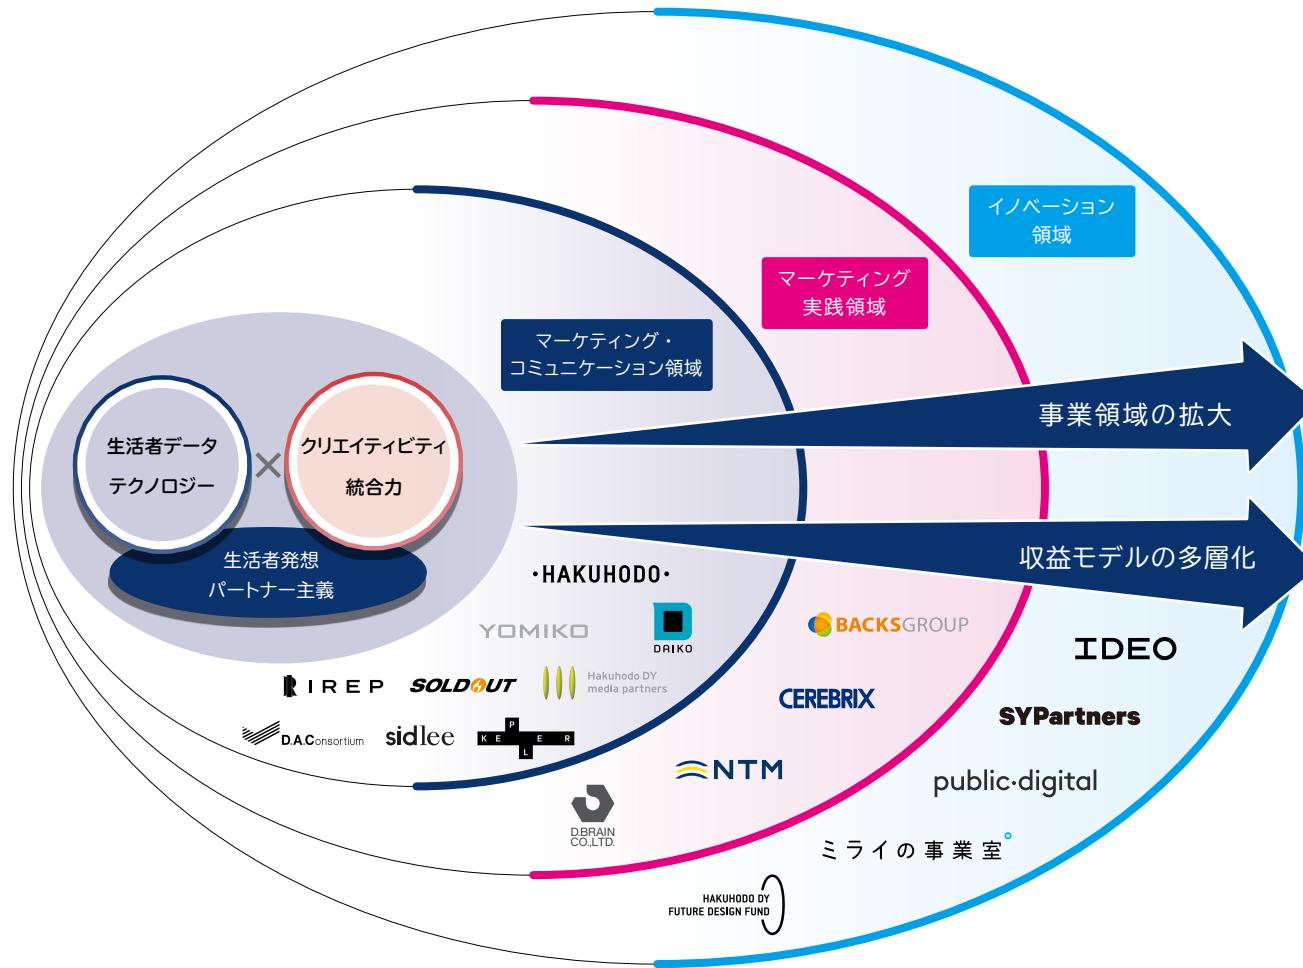 イノベーション
領域
マーケティング
実践領域
マーケティング・
コミュニケーション領域
事業領域の拡大
生活者データ
テクノロジー
×
クリエイティビティ
統合力
生活者発想
パートナー主義
収益モデルの多層化
・HAKUHODO・
YOMIKO
DAIKO
BACKSGROUP
IDEO
IREP
SOLDOUT
Hakuhodo DY
media partners
CEREBRIX
SYPartners
D.A.Consortium
sidlee
KEPLER
NTM
public・digital
D.BRAIN
CO.,LTD.
ミライの事業室°
HAKUHODO DY
FUTURE DESIGN FUND